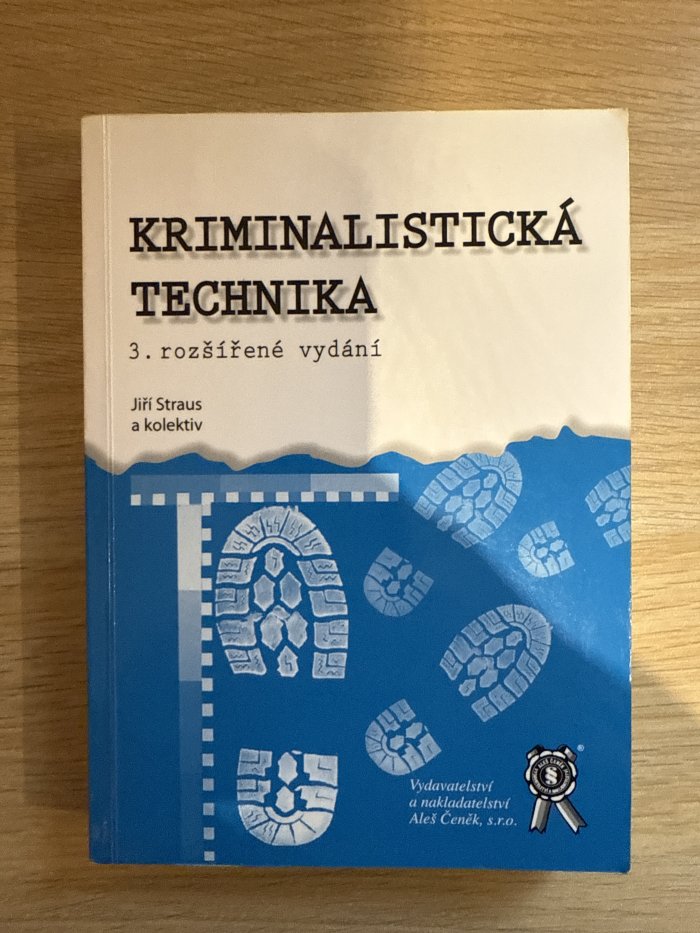 KRIMINALISTICKÁ
TECHNIKA
3. rozšířené vydání
Jiří Straus
a kolektiv
Vydavatelství
a nakladatelství
Aleš Čeněk, s.r.o.
®
§